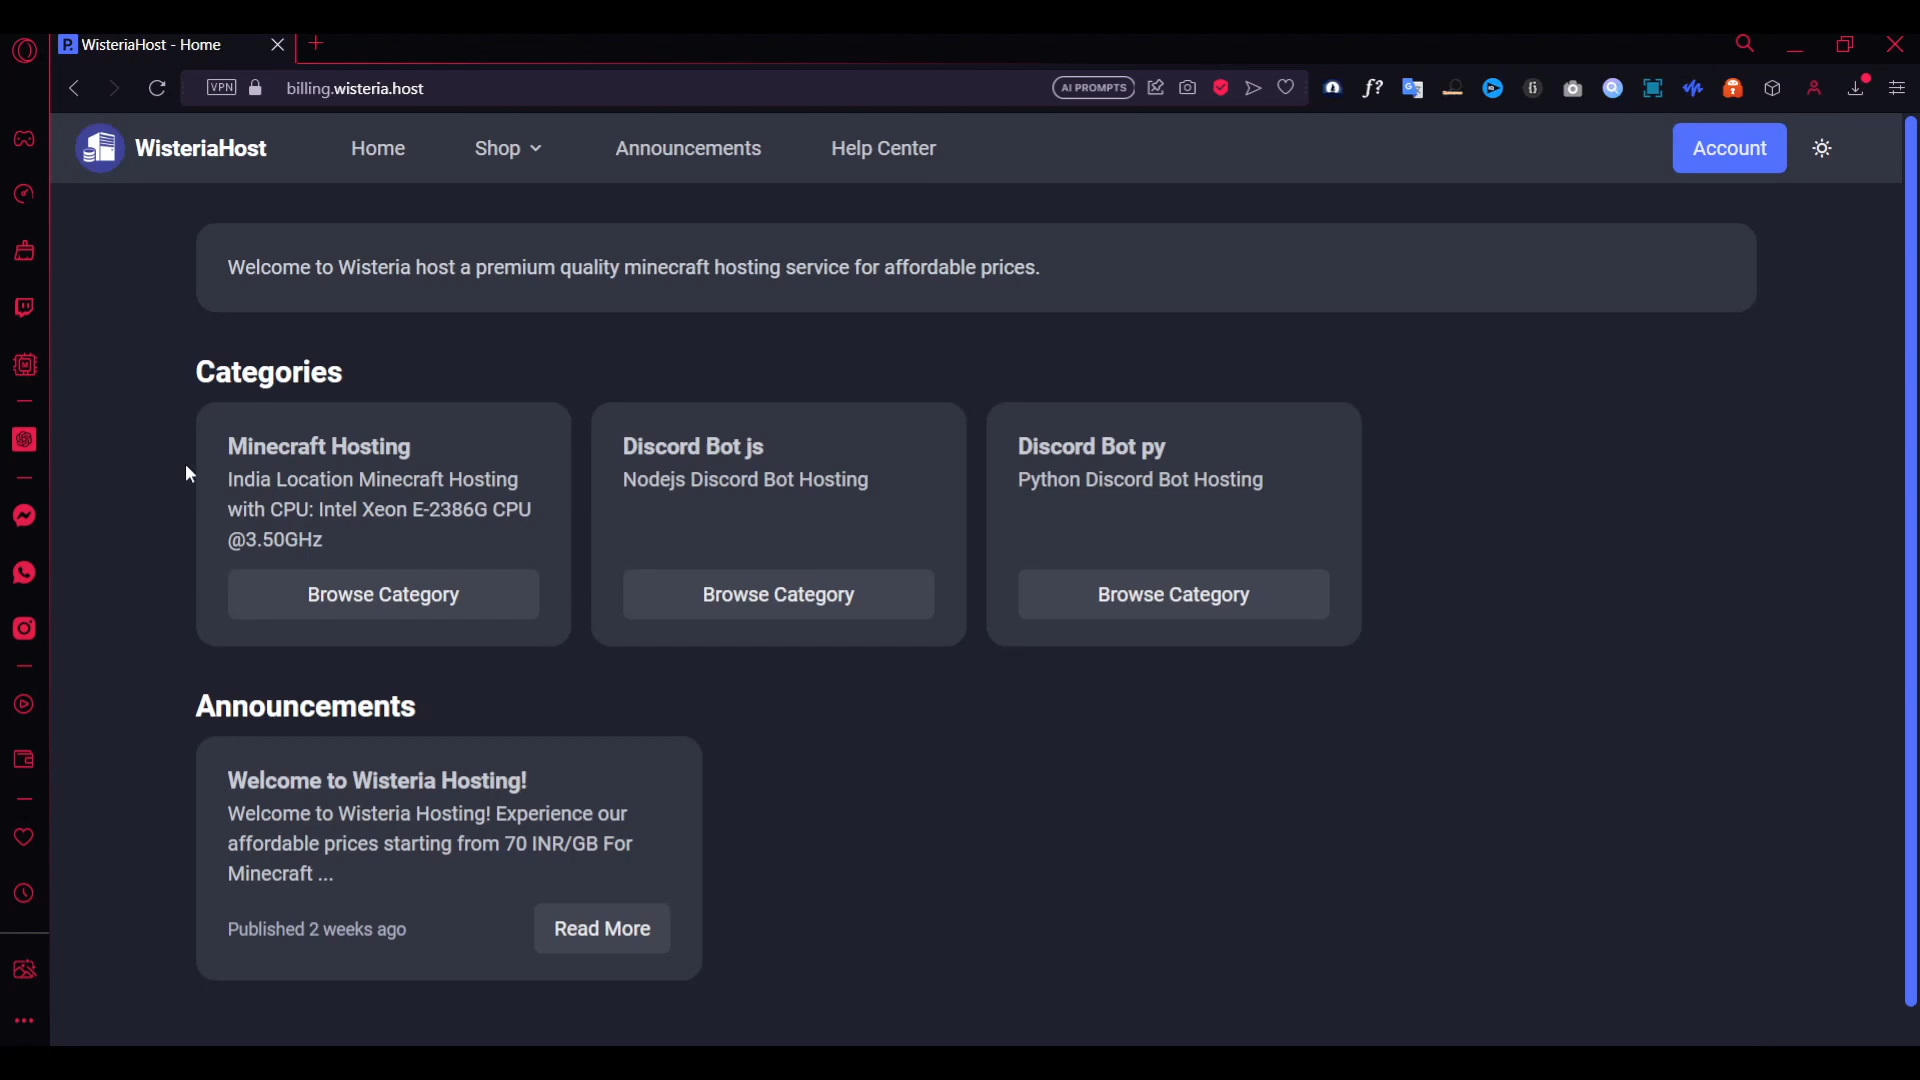 P. WisteriaHost - Home
VPN billing.wisteria.host AI PROMPTS f?
WisteriaHost Home Shop Announcements Help Center Account
Welcome to Wisteria host a premium quality minecraft hosting service for affordable prices.
Categories
Minecraft Hosting
India Location Minecraft Hosting
with CPU: Intel Xeon E-2386G CPU
@3.50GHz
Browse Category
Discord Bot js
Nodejs Discord Bot Hosting
Browse Category
Discord Bot py
Python Discord Bot Hosting
Browse Category
Announcements
Welcome to Wisteria Hosting!
Welcome to Wisteria Hosting! Experience our
affordable prices starting from 70 INR/GB For
Minecraft ...
Published 2 weeks ago
Read More